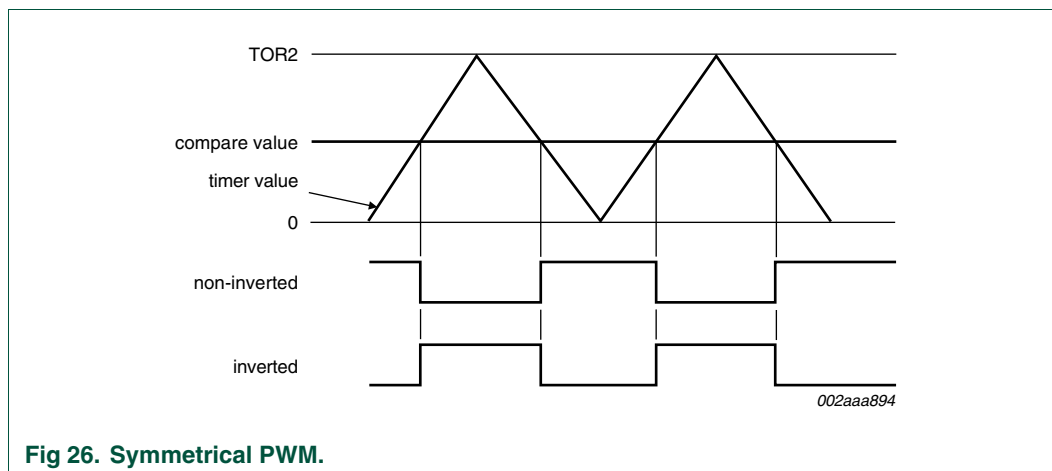 TOR2
compare value
timer value
0
non-inverted
inverted
002aaa894
Fig 26. Symmetrical PWM.